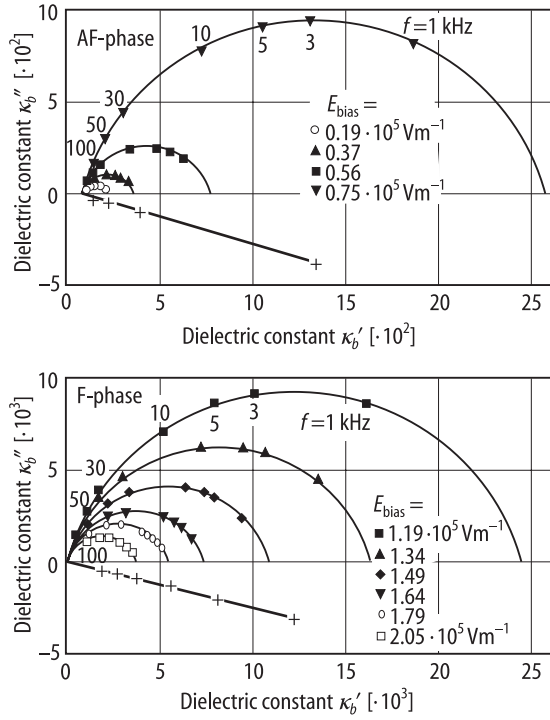 AF-phase
Dielectric constant κb″ [·10²]
10
5
0
−5
10
5
3
f=1 kHz
30
50
100
Ebias =
0.19·10⁵ Vm⁻¹
0.37
0.56
0.75·10⁵ Vm⁻¹
0 5 10 15 20 25
Dielectric constant κb′ [·10²]
F-phase
Dielectric constant κb″ [·10³]
10
5
0
−5
10
5
3
f=1 kHz
30
50
100
Ebias =
1.19·10⁵ Vm⁻¹
1.34
1.49
1.64
1.79
2.05·10⁵ Vm⁻¹
0 5 10 15 20 25
Dielectric constant κb′ [·10³]